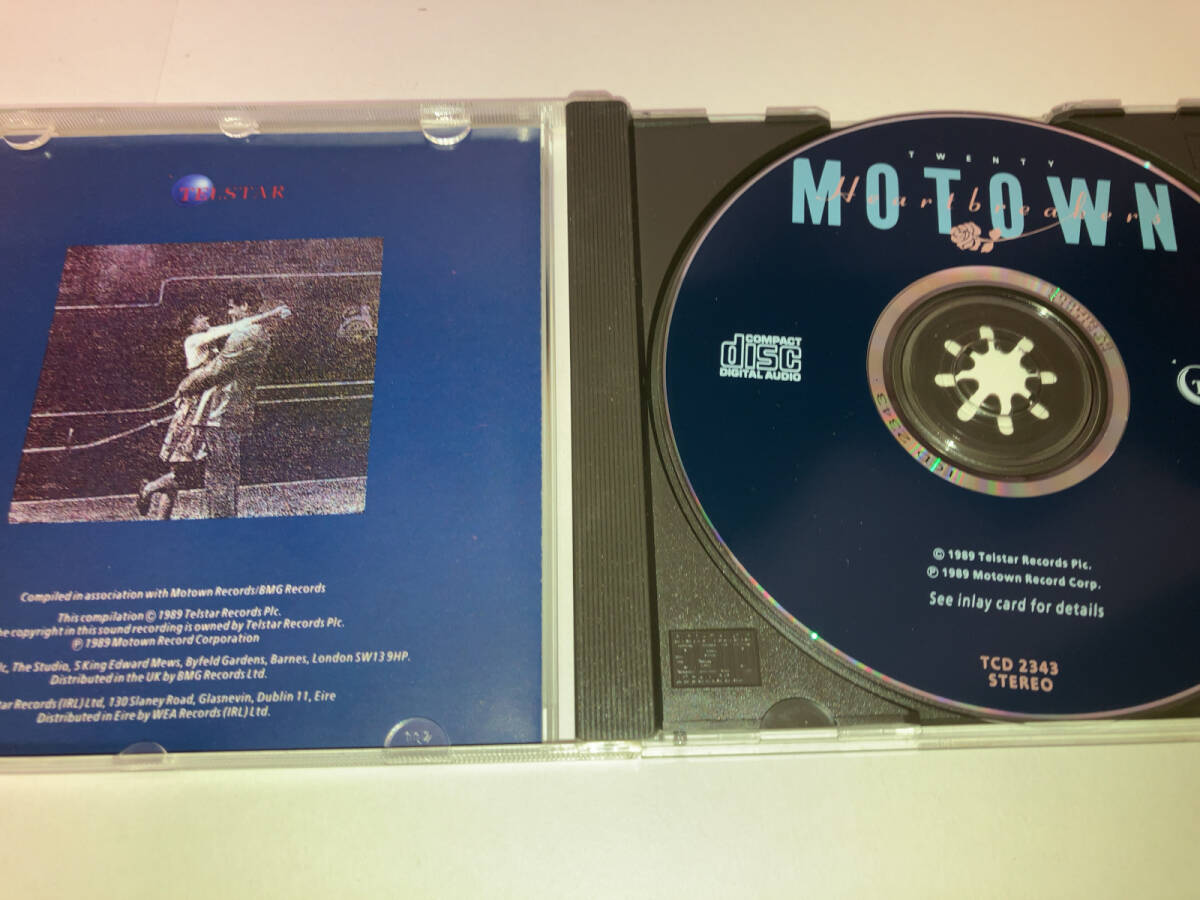 TELSTAR
Compiled in association with Motown Records/BMG Records
This compilation © 1989 Telstar Records Plc.
copyright in this sound recording is owned by Telstar Records Plc.
℗ 1989 Motown Record Corporation
The Studio, 5 King Edward Mews, Byfeld Gardens, Barnes, London SW13 9HP.
Distributed in the UK by BMG Records Ltd.
Records (IRL) Ltd, 130 Slaney Road, Glasnevin, Dublin 11, Eire
Distributed in Eire by WEA Records (IRL) Ltd.
TWENTY
MOTOWN
Heartbreakers
COMPACT
disc
DIGITAL AUDIO
TCD 2343
© 1989 Telstar Records Plc.
℗ 1989 Motown Record Corp.
See inlay card for details
TCD 2343
STEREO